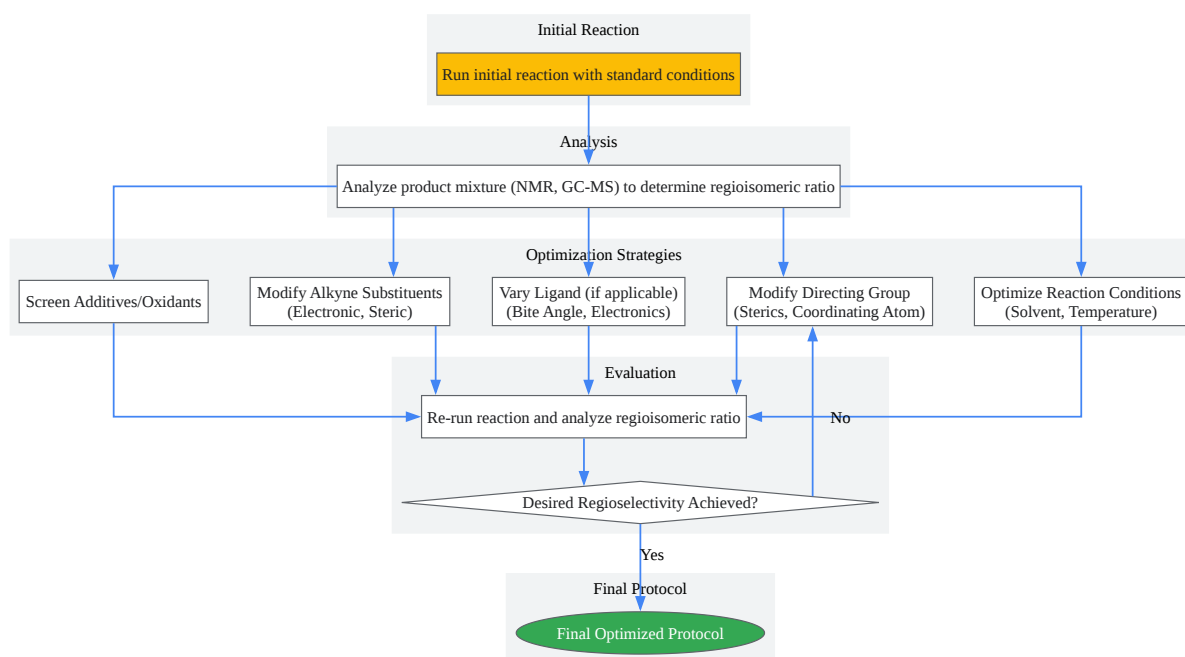 Initial Reaction
Run initial reaction with standard conditions
Analysis
Analyze product mixture (NMR, GC-MS) to determine regioisomeric ratio
Optimization Strategies
Screen Additives/Oxidants
Modify Alkyne Substituents
(Electronic, Steric)
Vary Ligand (if applicable)
(Bite Angle, Electronics)
Modify Directing Group
(Sterics, Coordinating Atom)
Optimize Reaction Conditions
(Solvent, Temperature)
Evaluation
Re-run reaction and analyze regioisomeric ratio
No
Desired Regioselectivity Achieved?
Yes
Final Protocol
Final Optimized Protocol